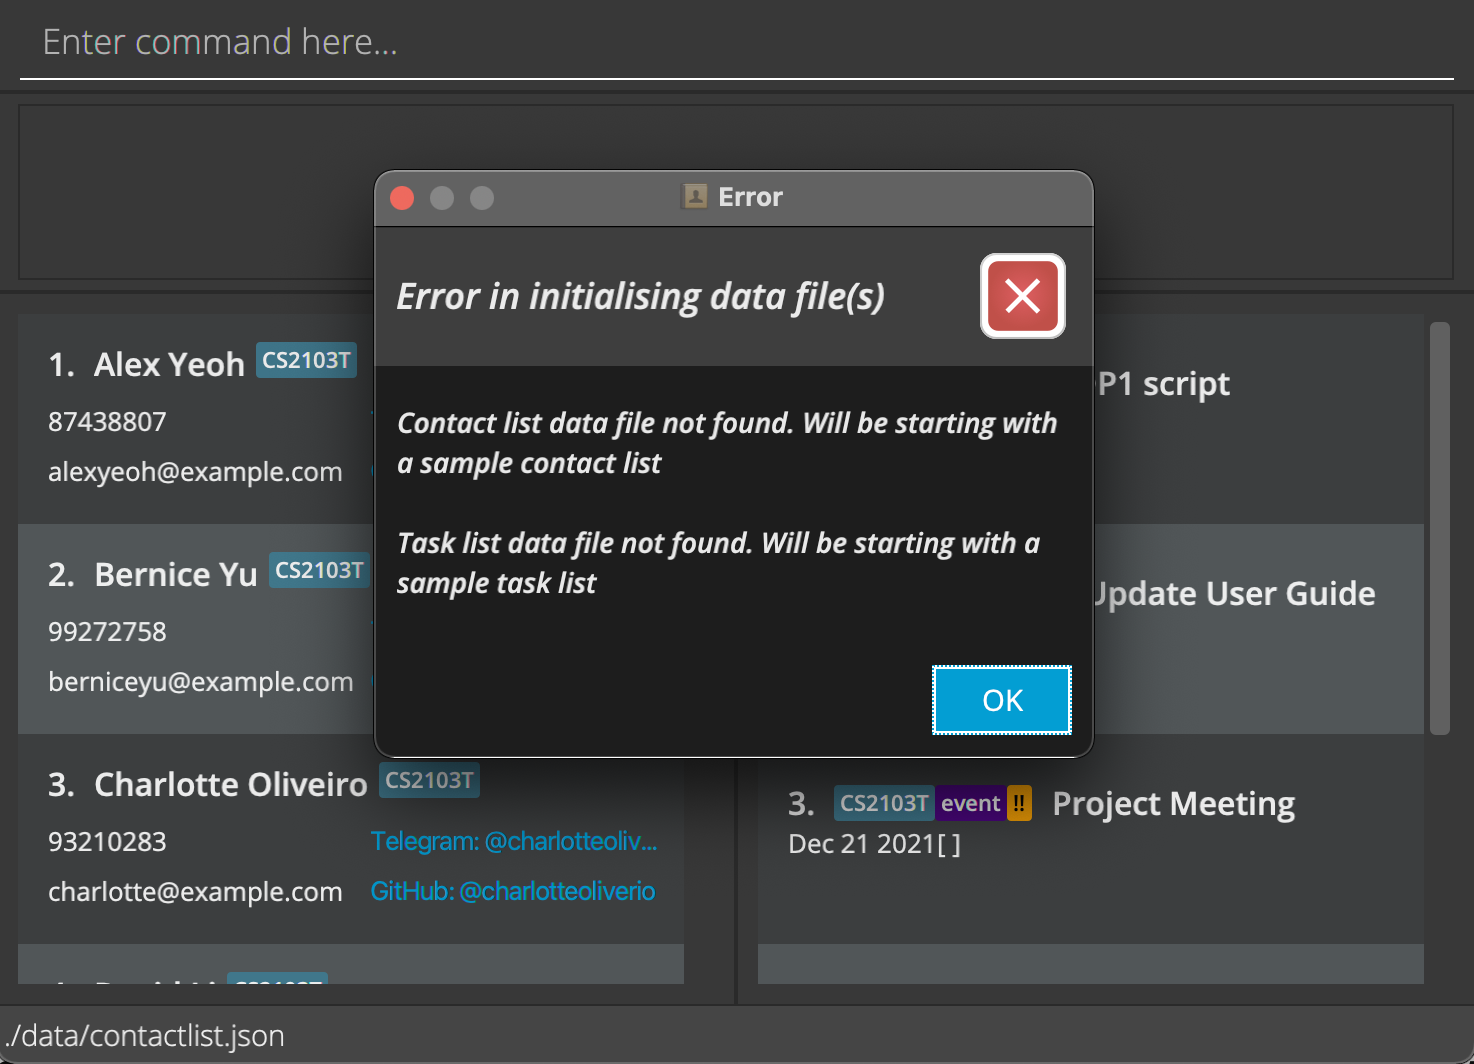 Enter command here...
Error
Error in initialising data file(s)
Contact list data file not found. Will be starting with
a sample contact list
Task list data file not found. Will be starting with a
sample task list
OK
1. Alex Yeoh CS2103T
87438807
alexyeoh@example.com
2. Bernice Yu CS2103T
99272758
berniceyu@example.com
3. Charlotte Oliveiro CS2103T
93210283
Telegram: @charlotteoliv...
charlotte@example.com
GitHub: @charlotteoliverio
P1 script
Update User Guide
3. CS2103T event !! Project Meeting
Dec 21 2021[ ]
./data/contactlist.json